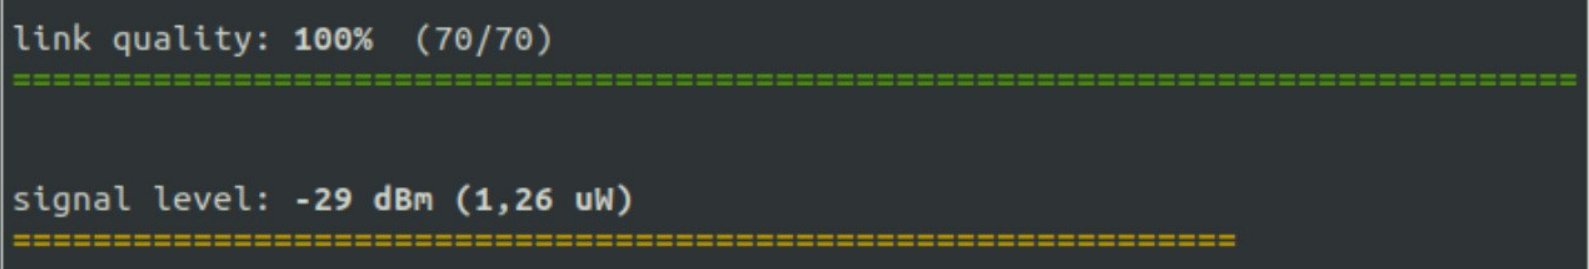 link quality: 100%  (70/70)
==============================================================================
signal level: -29 dBm (1,26 uW)
=============================================================